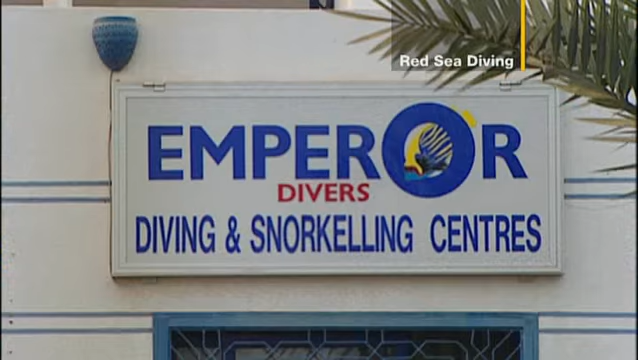 Red Sea Diving
EMPEROR
DIVERS
DIVING & SNORKELLING CENTRES